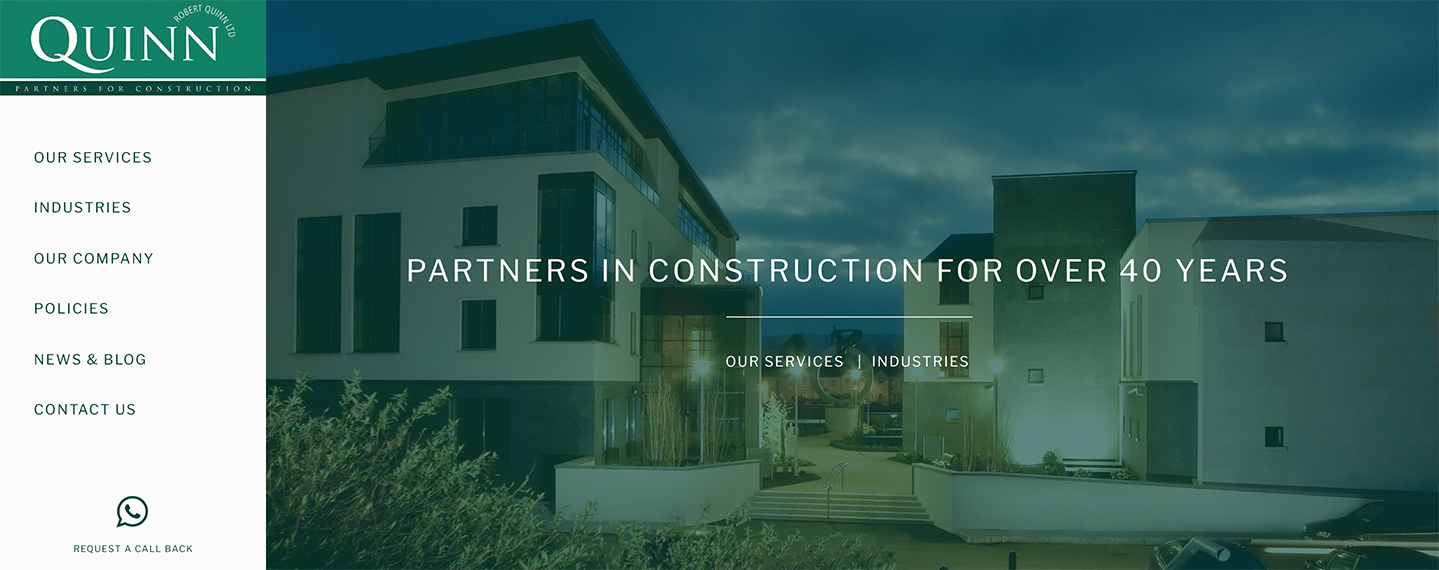 ROBERT QUINN LTD
QUINN
PARTNERS FOR CONSTRUCTION
OUR SERVICES
INDUSTRIES
OUR COMPANY
POLICIES
NEWS & BLOG
CONTACT US
REQUEST A CALL BACK
PARTNERS IN CONSTRUCTION FOR OVER 40 YEARS
OUR SERVICES | INDUSTRIES